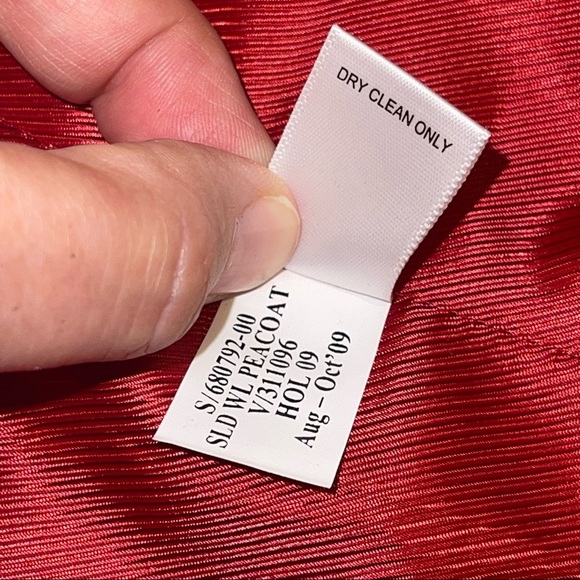 DRY CLEAN ONLY
S/680792-00
SLD WL PEACOAT
V/311096
HOL 09
Aug – Oct'09